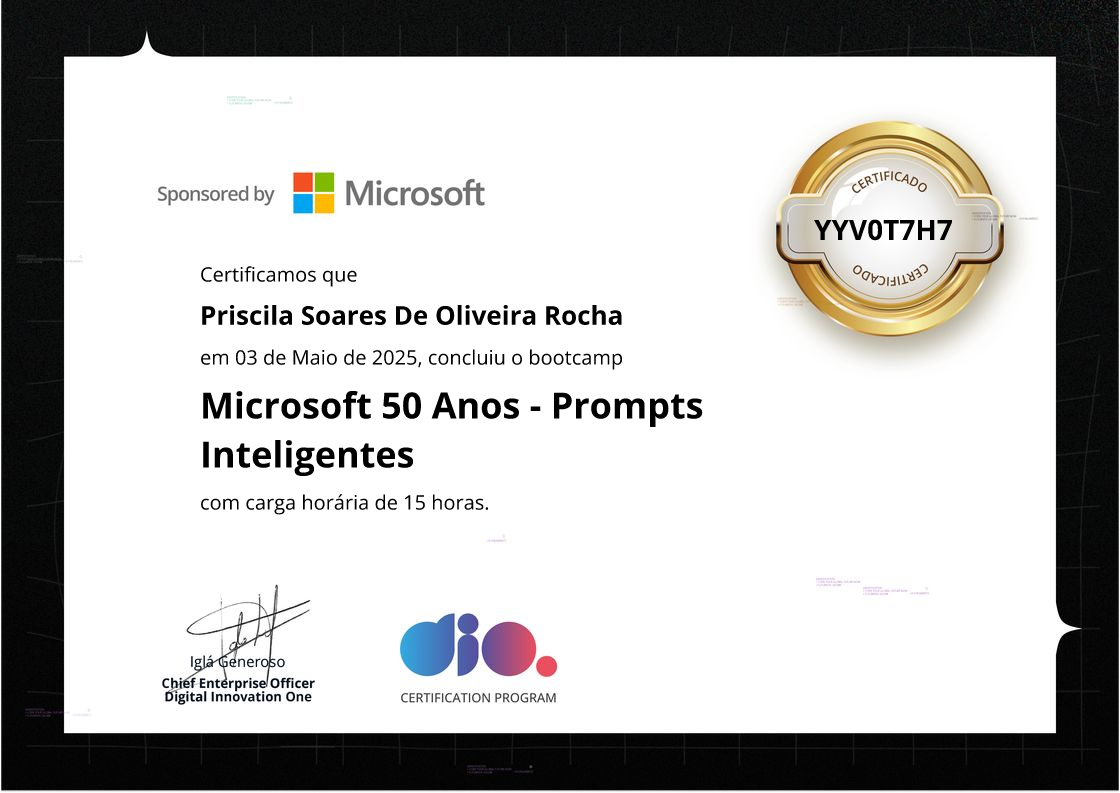 Sponsored by Microsoft
CERTIFICADO
YYV0T7H7
CERTIFICADO
Certificamos que
Priscila Soares De Oliveira Rocha
em 03 de Maio de 2025, concluiu o bootcamp
Microsoft 50 Anos - Prompts
Inteligentes
com carga horária de 15 horas.
Iglá Generoso
Chief Enterprise Officer
Digital Innovation One
dio.
CERTIFICATION PROGRAM